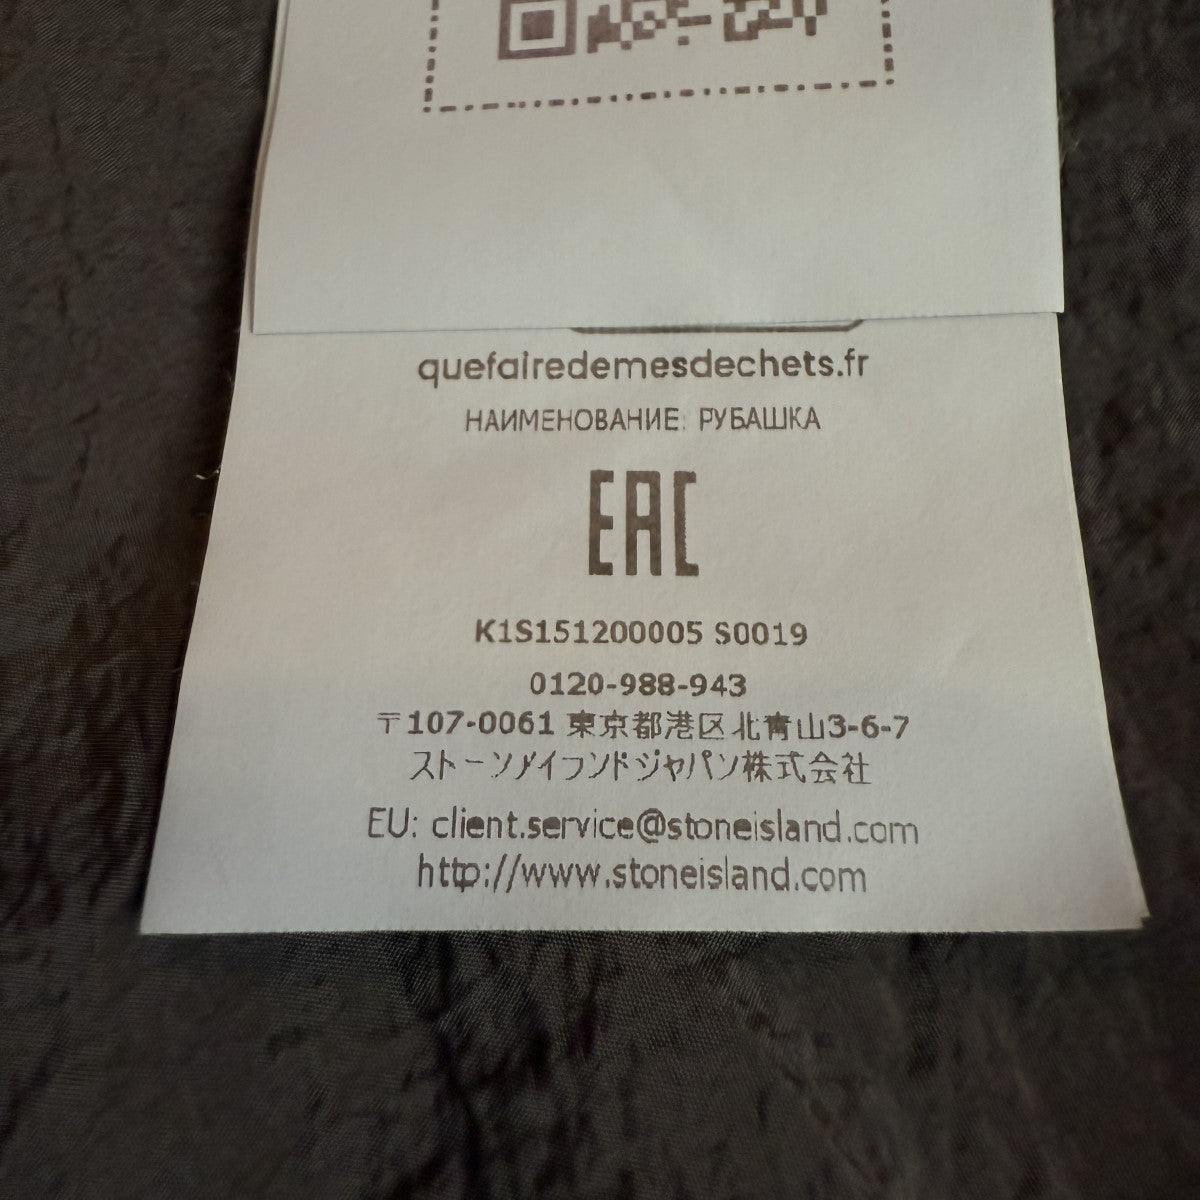 quefairedemesdechets.fr
НАИМЕНОВАНИЕ: РУБАШКА
EAC
K1S151200005 S0019
0120-988-943
〒107-0061 東京都港区北青山3-6-7
ストーンアイランドジャパン株式会社
EU: client.service@stoneisland.com
http://www.stoneisland.com